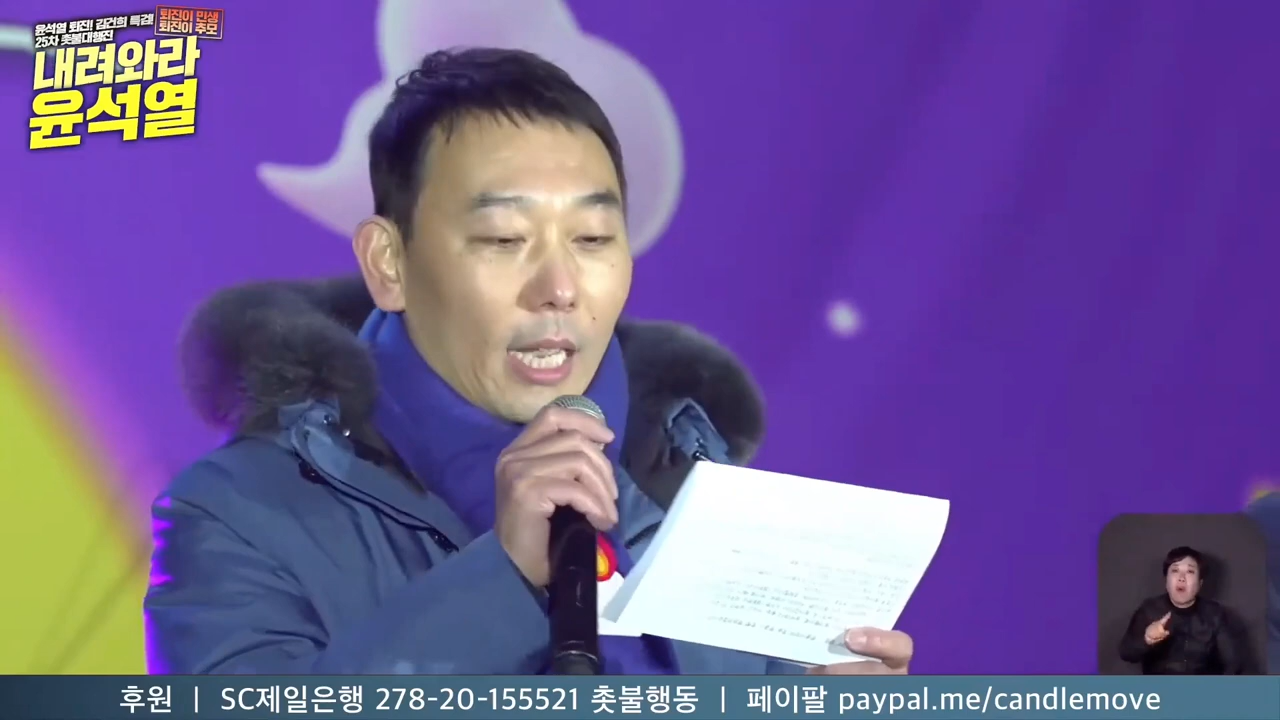 윤석열 퇴진! 김건희 특검!
25차 촛불대행진
퇴진이 민생
퇴진이 추모
내려와라
윤석열
후원 | SC제일은행 278-20-155521 촛불행동 | 페이팔 paypal.me/candlemove